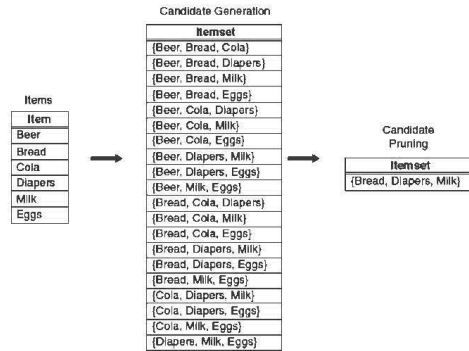 Candidate Generation
Itemset
{Beer, Bread, Cola}
{Beer, Bread, Diapers}
{Beer, Bread, Milk}
{Beer, Bread, Eggs}
{Beer, Cola, Diapers}
{Beer, Cola, Milk}
{Beer, Cola, Eggs}
{Beer, Diapers, Milk}
{Beer, Diapers, Eggs}
{Beer, Milk, Eggs}
{Bread, Cola, Diapers}
{Bread, Cola, Milk}
{Bread, Cola, Eggs}
{Bread, Diapers, Milk}
{Bread, Diapers, Eggs}
{Bread, Milk, Eggs}
{Cola, Diapers, Milk}
{Cola, Diapers, Eggs}
{Cola, Milk, Eggs}
{Diapers, Milk, Eggs}
Items
Item
Beer
Bread
Cola
Diapers
Milk
Eggs
Candidate
Pruning
Itemset
{Bread, Diapers, Milk}